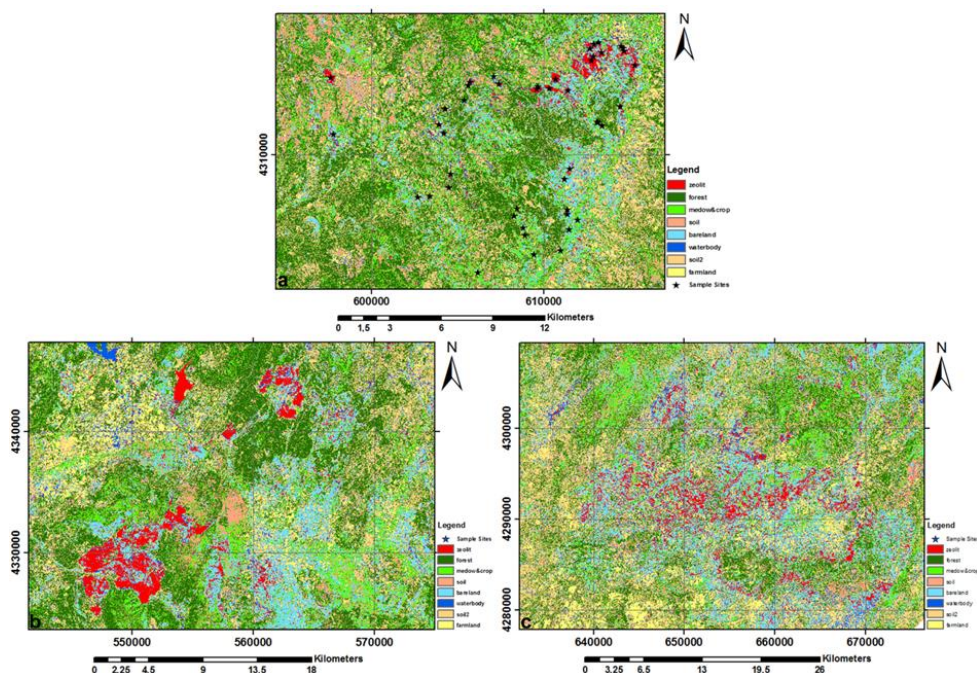 N
4310000
Legend
zeolit
forest
medow&crop
soil
bareland
waterbody
soil2
farmland
Sample Sites
a
600000
610000
Kilometers
0 1,5 3 6 9 12
N
4340000
4330000
Legend
Sample Sites
zeolit
forest
medow&crop
soil
bareland
waterbody
soil2
farmland
b
550000
560000
570000
Kilometers
0 2.25 4.5 9 13.5 18
N
4300000
4290000
4280000
Legend
Sample Sites
zeolit
forest
medow&crop
soil
bareland
waterbody
soil2
farmland
c
640000
650000
660000
670000
Kilometers
0 3.25 6.5 13 19.5 26